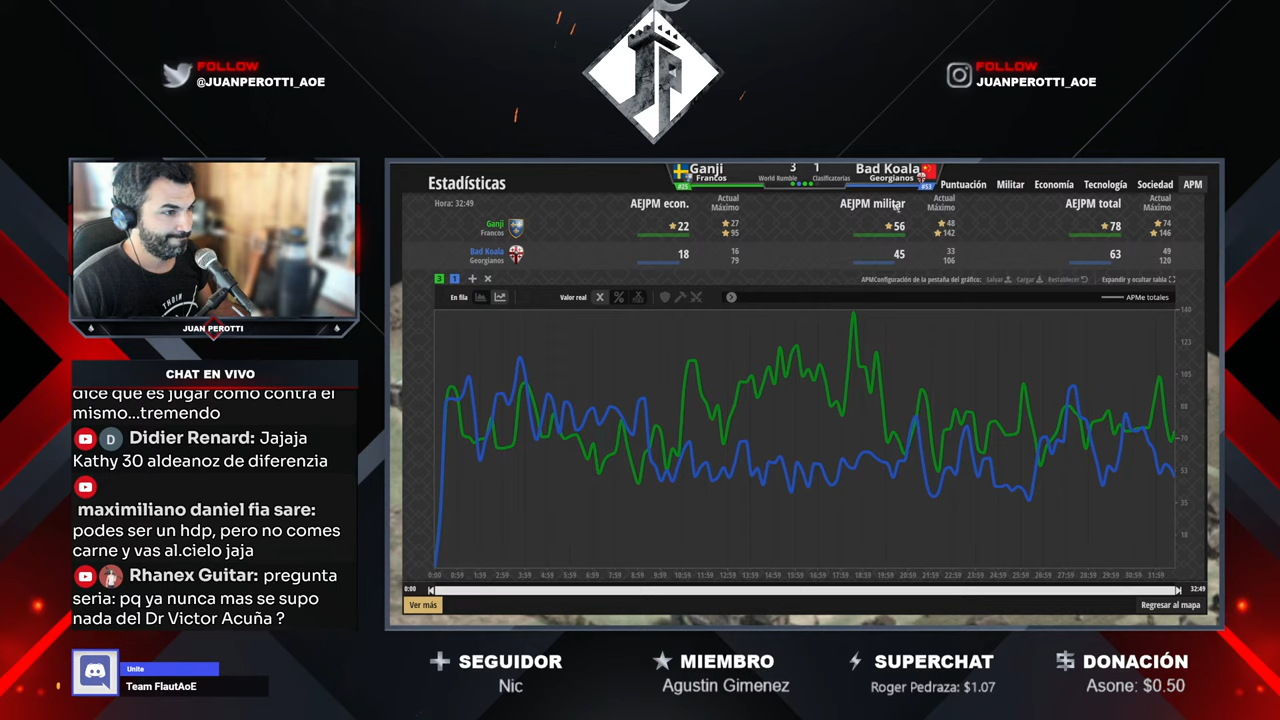 FOLLOW
@JUANPEROTTI_AOE
JP
FOLLOW
JUANPEROTTI_AOE
JUAN PEROTTI
CHAT EN VIVO
dice que es jugar como contra el
mismo...tremendo
D Didier Renard: Jajaja
Kathy 30 aldeanoz de diferenzia
maximiliano daniel fia sare:
podes ser un hdp, pero no comes
carne y vas al.cielo jaja
Rhanex Guitar: pregunta
seria: pq ya nunca mas se supo
nada del Dr Victor Acuña ?
Unite
Team FlautAoE
Ganji 3 1 Bad Koala
Francos World Rumble Clasificatorias Georgianos
#25 #53
Estadísticas
Puntuación Militar Economía Tecnología Sociedad APM
Hora: 32:49
AEJPM econ. Actual Máximo AEJPM militar Actual Máximo AEJPM total Actual Máximo
Ganji Francos 22 27 95 56 48 142 78 74 146
Bad Koala Georgianos 18 16 79 45 33 106 63 49 120
3 1
APMConfiguración de la pestaña del gráfico: Salvar Cargar Restablecer Expandir y ocultar tabla
En fila Valor real X % APMe totales
140
123
105
88
70
53
35
18
0:00 0:59 1:59 2:59 3:59 4:59 5:59 6:59 7:59 8:59 9:59 10:59 11:59 12:59 13:59 14:59 15:59 16:59 17:59 18:59 19:59 20:59 21:59 22:59 23:59 24:59 25:59 26:59 27:59 28:59 29:59 30:59 31:59
0:00 32:49
Ver más Regresar al mapa
SEGUIDOR
Nic
MIEMBRO
Agustin Gimenez
SUPERCHAT
Roger Pedraza: $1.07
DONACIÓN
Asone: $0.50